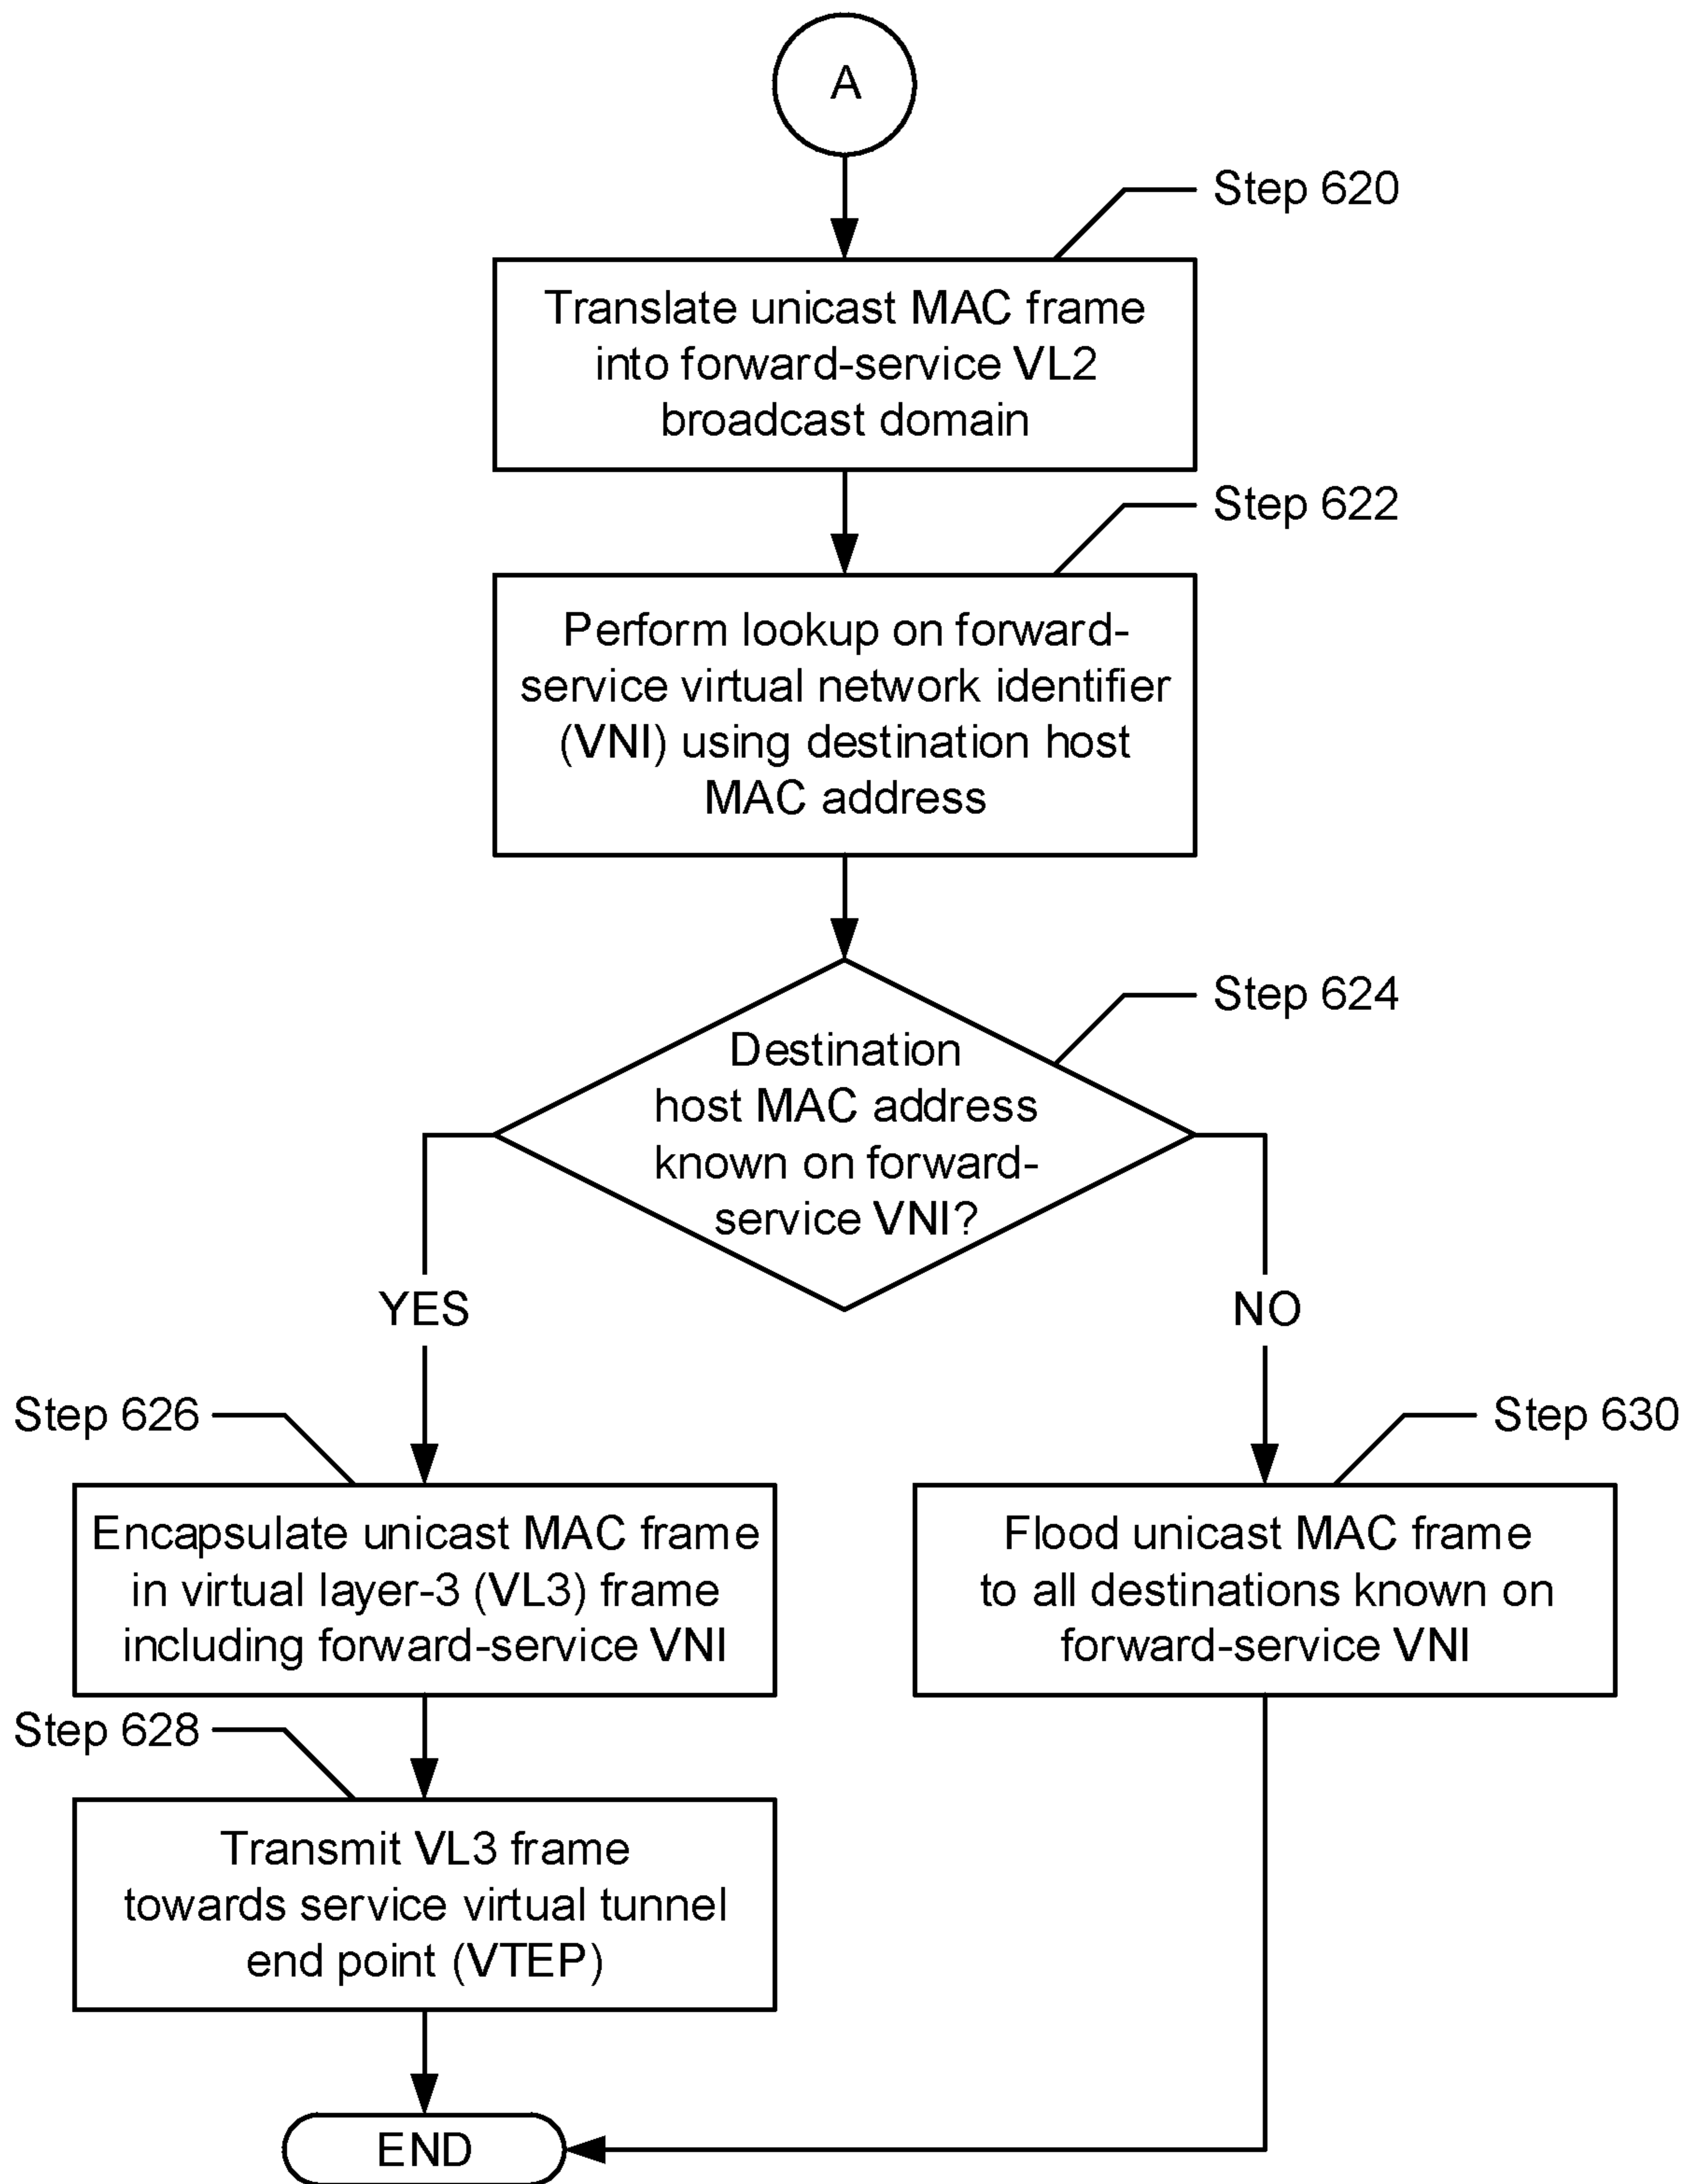 A
Step 620
Translate unicast MAC frame
into forward-service VL2
broadcast domain
Step 622
Perform lookup on forward-
service virtual network identifier
(VNI) using destination host
MAC address
Step 624
Destination
host MAC address
known on forward-
service VNI?
YES
NO
Step 626
Encapsulate unicast MAC frame
in virtual layer-3 (VL3) frame
including forward-service VNI
Step 630
Flood unicast MAC frame
to all destinations known on
forward-service VNI
Step 628
Transmit VL3 frame
towards service virtual tunnel
end point (VTEP)
END